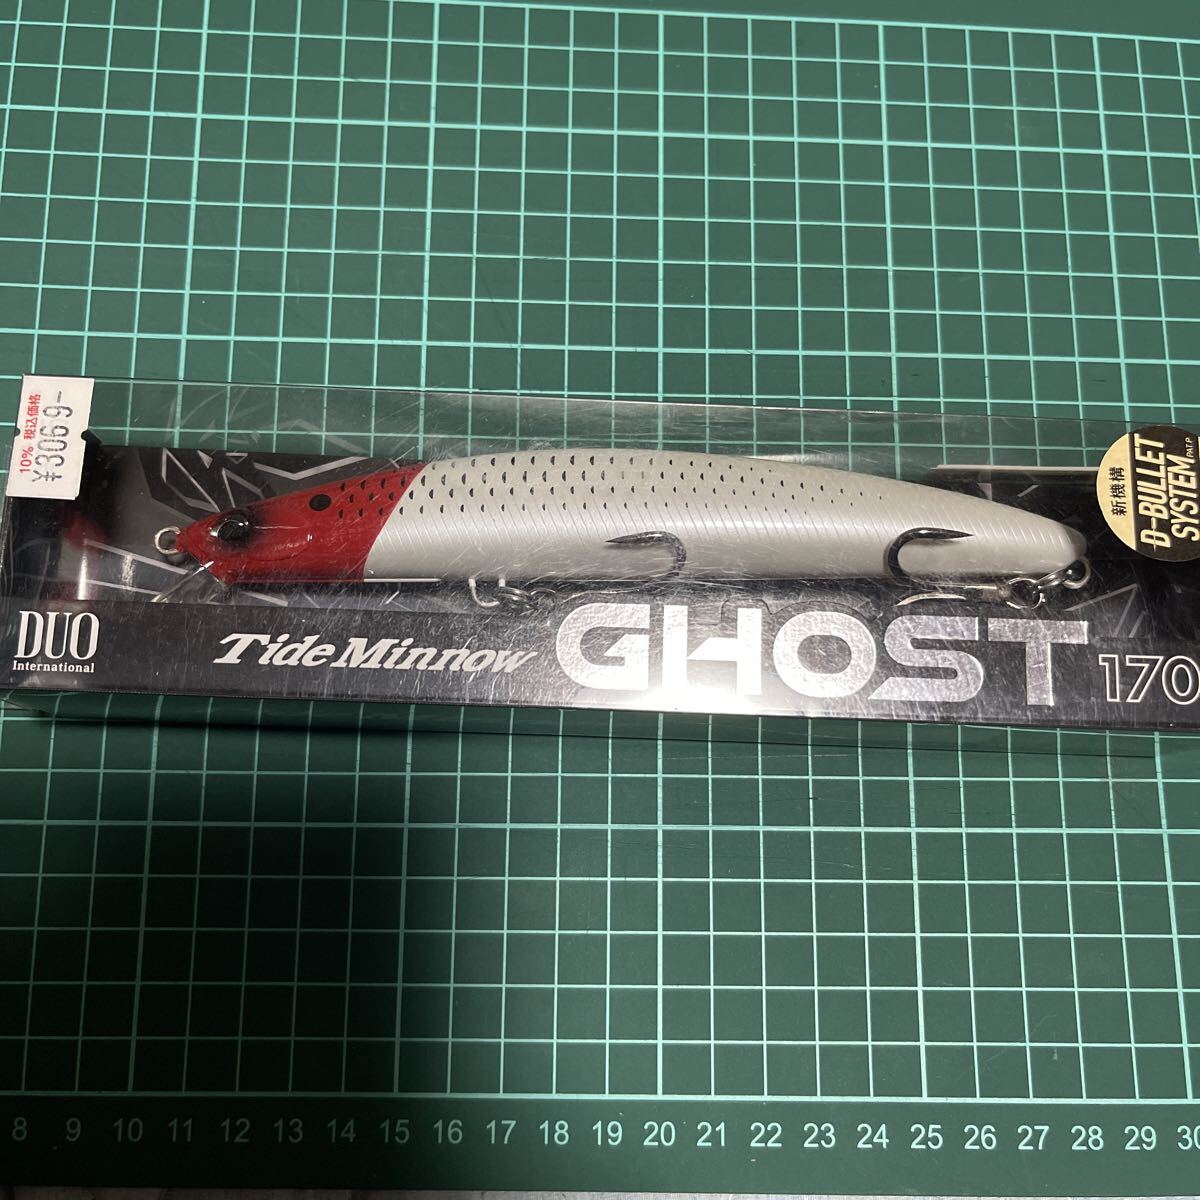 10% 税込価格
¥3069-
新機構
D-BULLET
SYSTEM
PAT.P
DUO
International
Tide Minnow GHOST 170
8 9 10 11 12 13 14 15 16 17 18 19 20 21 22 23 24 25 26 27 28 29 30